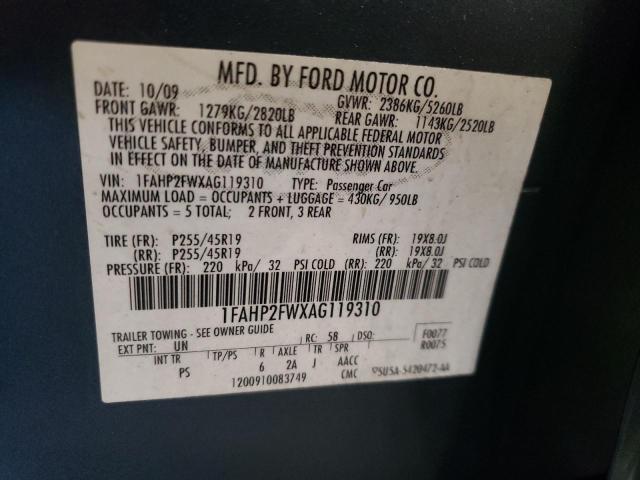 MFD. BY FORD MOTOR CO.
DATE: 10/09 GVWR: 2386KG/5260LB
FRONT GAWR: 1279KG/2820LB REAR GAWR: 1143KG/2520LB
THIS VEHICLE CONFORMS TO ALL APPLICABLE FEDERAL MOTOR
VEHICLE SAFETY, BUMPER, AND THEFT PREVENTION STANDARDS
IN EFFECT ON THE DATE OF MANUFACTURE SHOWN ABOVE.
VIN: 1FAHP2FWXAG119310 TYPE: Passenger Car
MAXIMUM LOAD = OCCUPANTS + LUGGAGE = 430KG/950LB
OCCUPANTS = 5 TOTAL; 2 FRONT, 3 REAR
TIRE (FR): P255/45R19 RIMS (FR): 19X8.0J
(RR): P255/45R19 (RR): 19X8.0J
PRESSURE (FR): 220 kPa/ 32 PSI COLD (RR): 220 kPa/ 32 PSI COLD
1FAHP2FWXAG119310
TRAILER TOWING - SEE OWNER GUIDE F0077
EXT PNT: UN RC: 58 DSO: R0075
INT TR TP/PS R AXLE TR SPR
PS 6 2A J AACC
1200910083749 CMC 5U5A-5420472-AA